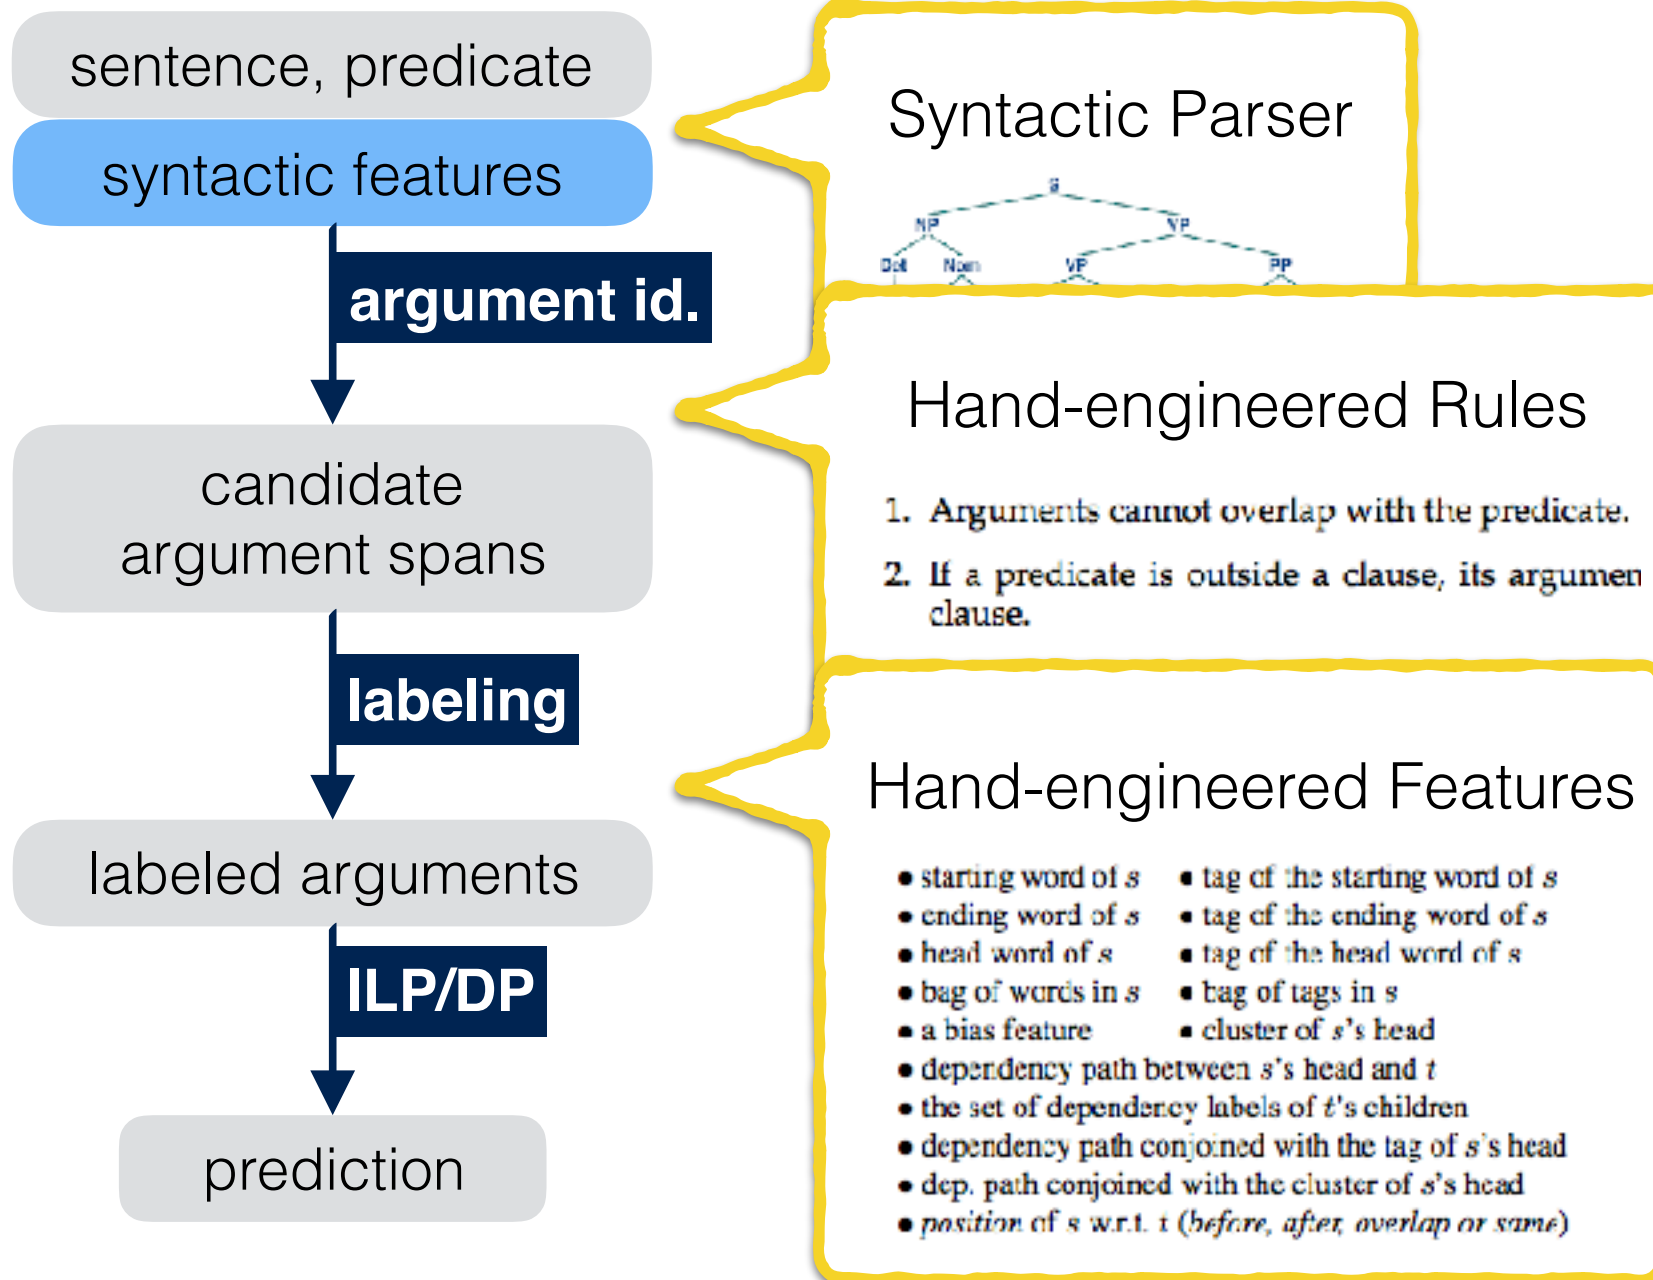 sentence, predicate
syntactic features
argument id.
candidate
argument spans
labeling
labeled arguments
ILP/DP
prediction
Syntactic Parser
S
NP VP
Det Nom VP PP
Hand-engineered Rules
1. Arguments cannot overlap with the predicate.
2. If a predicate is outside a clause, its argumen
clause.
Hand-engineered Features
• starting word of s • tag of the starting word of s
• ending word of s • tag of the ending word of s
• head word of s • tag of the head word of s
• bag of words in s • bag of tags in s
• a bias feature • cluster of s's head
• dependency path between s's head and t
• the set of dependency labels of t's children
• dependency path conjoined with the tag of s's head
• dep. path conjoined with the cluster of s's head
• position of s w.r.t. t (before, after, overlap or same)